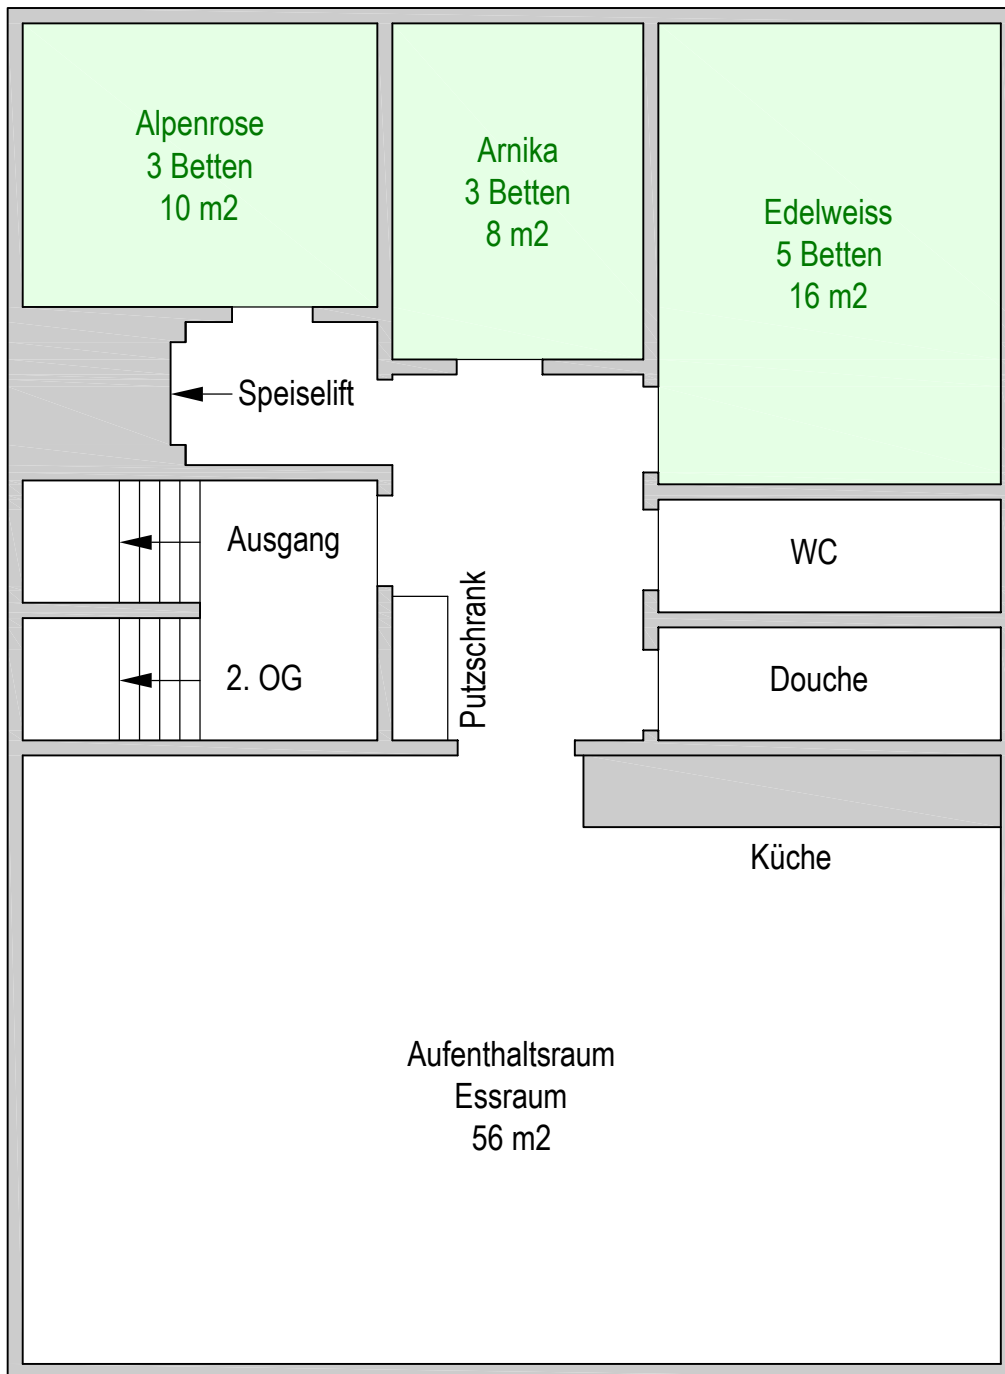 Alpenrose
3 Betten
10 m2
Arnika
3 Betten
8 m2
Edelweiss
5 Betten
16 m2
Speiselift
Ausgang
WC
Putzschrank
2. OG
Douche
Küche
Aufenthaltsraum
Essraum
56 m2